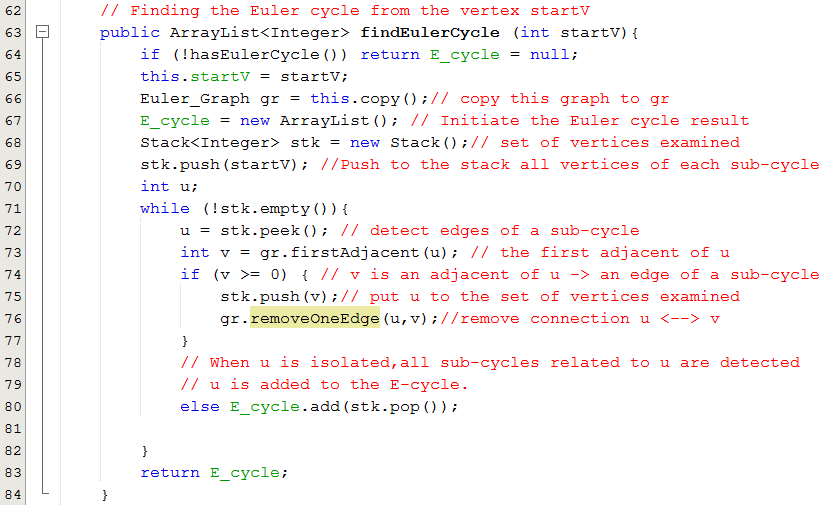 62 // Finding the Euler cycle from the vertex startV
63 public ArrayList<Integer> findEulerCycle (int startV){
64 if (!hasEulerCycle()) return E_cycle = null;
65 this.startV = startV;
66 Euler_Graph gr = this.copy();// copy this graph to gr
67 E_cycle = new ArrayList(); // Initiate the Euler cycle result
68 Stack<Integer> stk = new Stack();// set of vertices examined
69 stk.push(startV); //Push to the stack all vertices of each sub-cycle
70 int u;
71 while (!stk.empty()){
72 u = stk.peek(); // detect edges of a sub-cycle
73 int v = gr.firstAdjacent(u); // the first adjacent of u
74 if (v >= 0) { // v is an adjacent of u -> an edge of a sub-cycle
75 stk.push(v);// put u to the set of vertices examined
76 gr.removeOneEdge(u,v);//remove connection u <--> v
77 }
78 // When u is isolated,all sub-cycles related to u are detected
79 // u is added to the E-cycle.
80 else E_cycle.add(stk.pop());
81
82 }
83 return E_cycle;
84 }